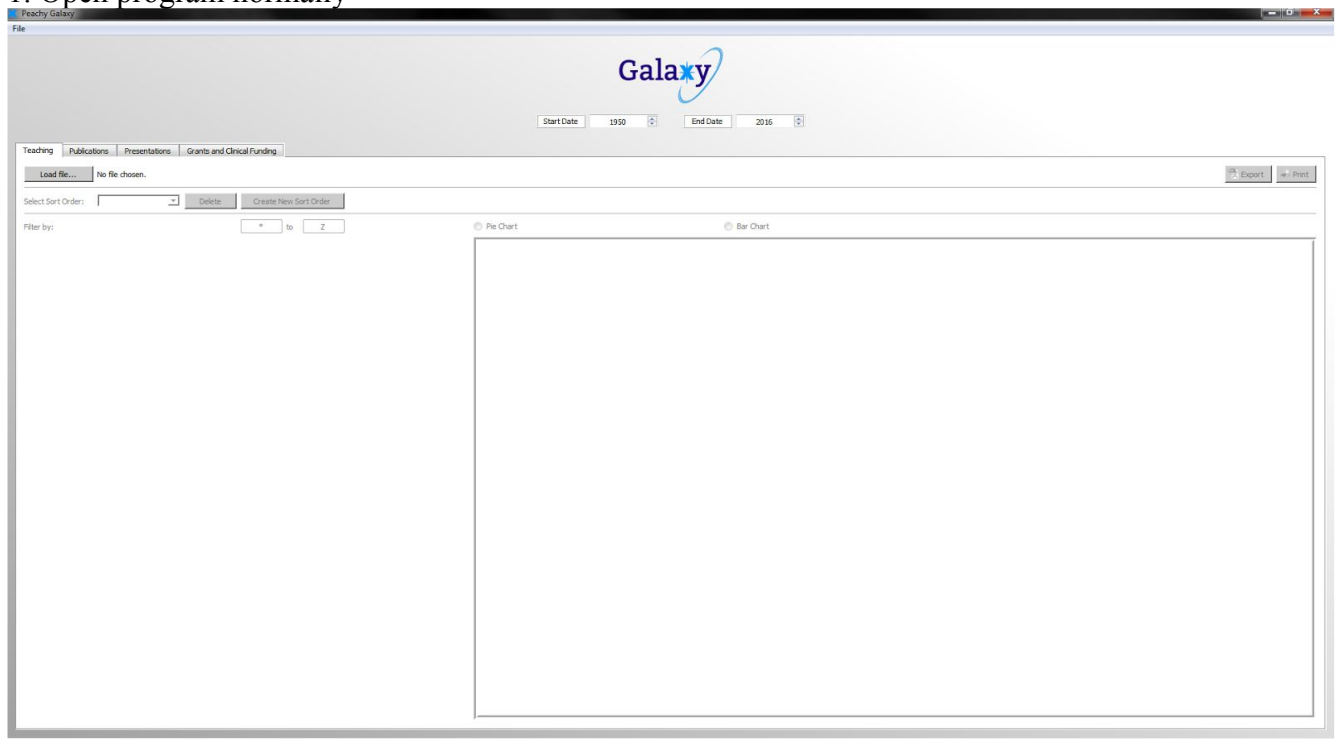 1. Open program normally
Peachy Galaxy
File
Galaxy
Start Date 1950 End Date 2016
Teaching Publications Presentations Grants and Clinical Funding
Load file... No file chosen. Export Print
Select Sort Order: Delete Create New Sort Order
Filter by: * to Z Pie Chart Bar Chart